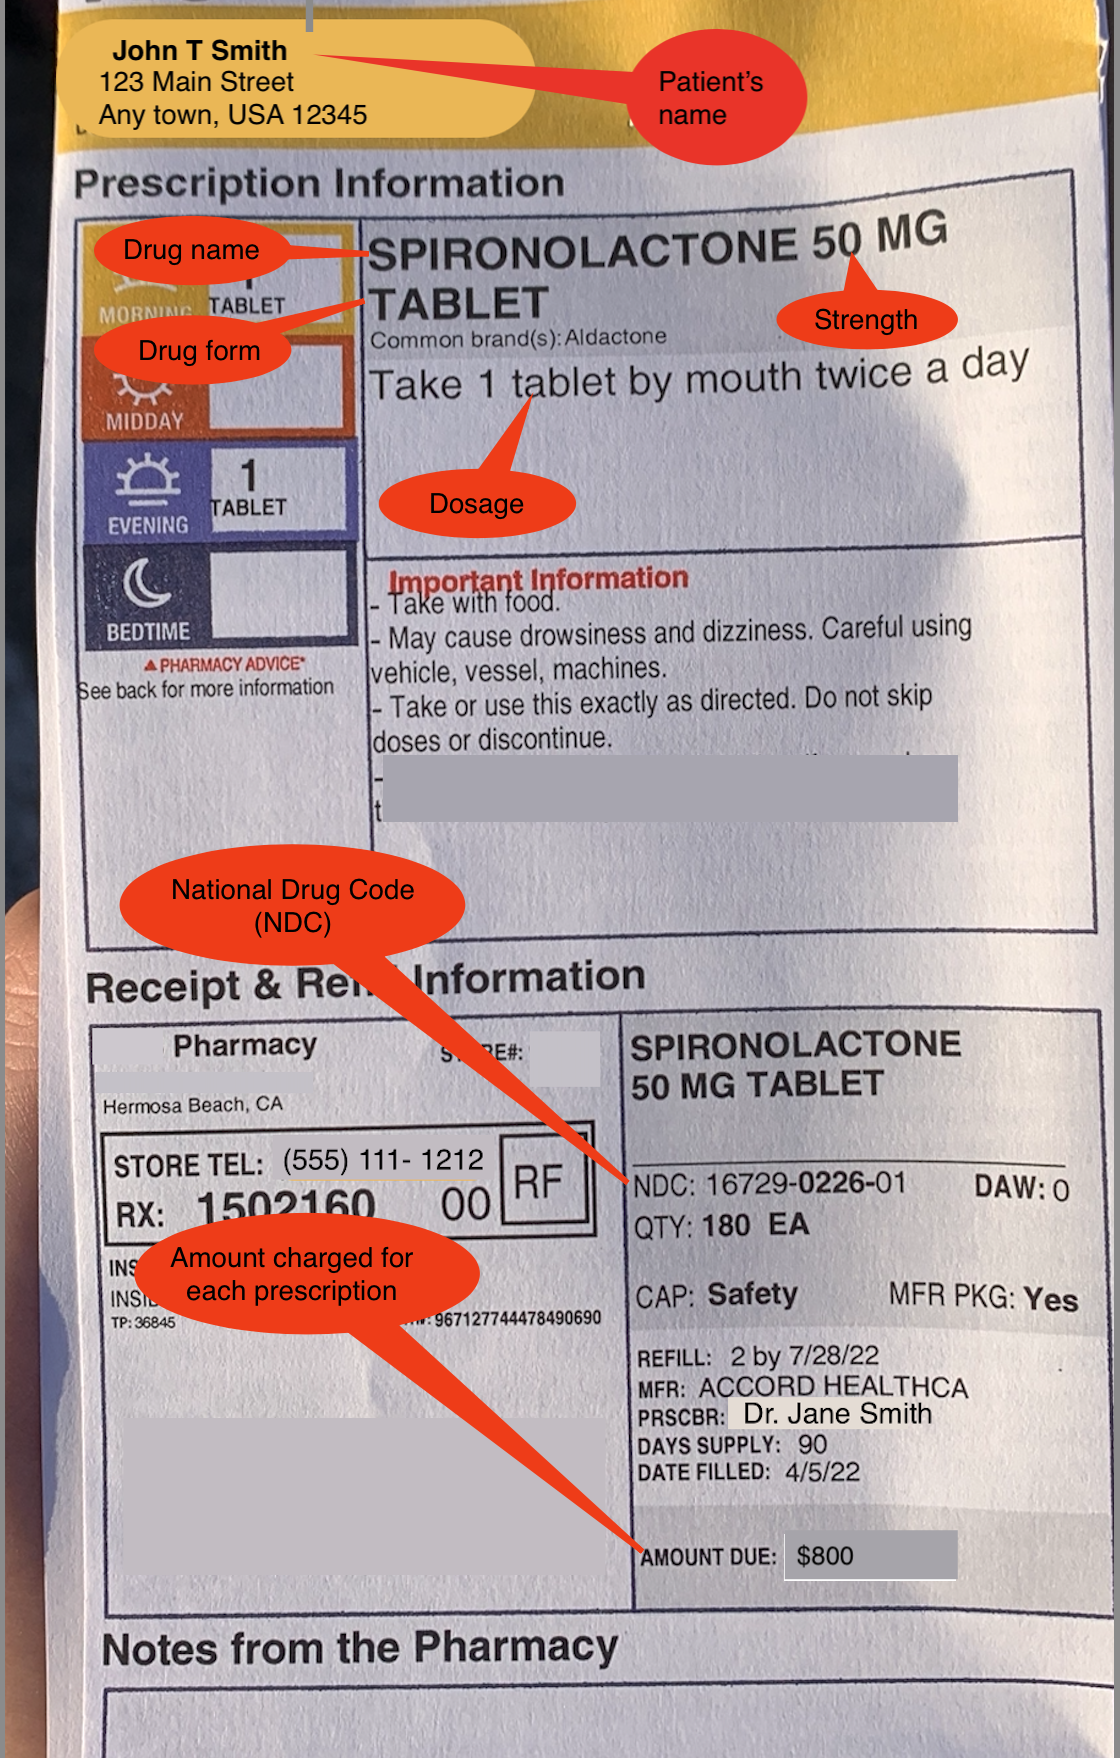 John T Smith
123 Main Street
Any town, USA 12345
Patient's
name
Prescription Information
Drug name
SPIRONOLACTONE 50 MG
TABLET
Drug form
Strength
Common brand(s): Aldactone
Take 1 tablet by mouth twice a day
Dosage
MORNING
TABLET
MIDDAY
EVENING
1
TABLET
BEDTIME
PHARMACY ADVICE*
See back for more information
Important Information
- Take with food.
- May cause drowsiness and dizziness. Careful using
vehicle, vessel, machines.
- Take or use this exactly as directed. Do not skip
doses or discontinue.
National Drug Code
(NDC)
Receipt & Information
Pharmacy
Hermosa Beach, CA
STORE TEL: (555) 111- 1212
RX: 1502160 00
RF
Amount charged for
each prescription
TP: 36845
967127744478490690
SPIRONOLACTONE
50 MG TABLET
NDC: 16729-0226-01 DAW: 0
QTY: 180 EA
CAP: Safety MFR PKG: Yes
REFILL: 2 by 7/28/22
MFR: ACCORD HEALTHCA
PRSCBR: Dr. Jane Smith
DAYS SUPPLY: 90
DATE FILLED: 4/5/22
AMOUNT DUE: $800
Notes from the Pharmacy